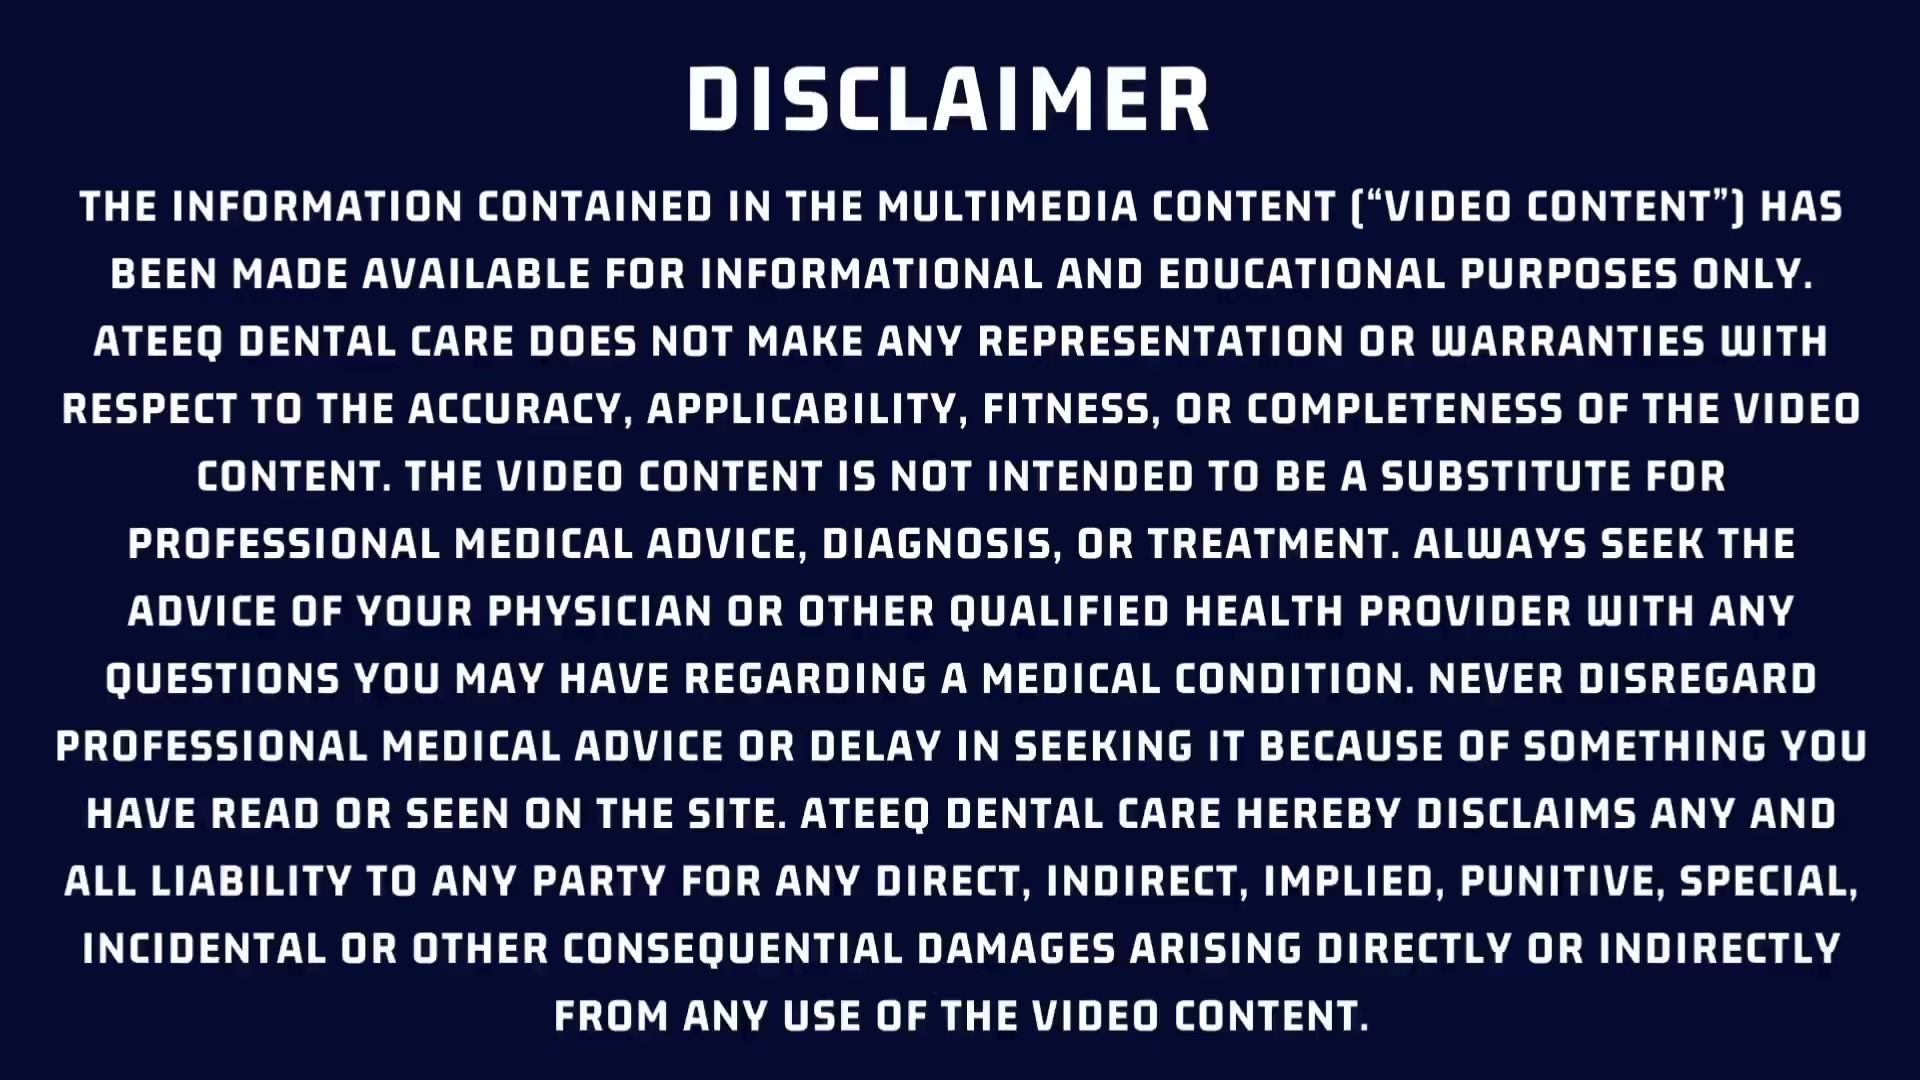 DISCLAIMER
THE INFORMATION CONTAINED IN THE MULTIMEDIA CONTENT (“VIDEO CONTENT”) HAS
BEEN MADE AVAILABLE FOR INFORMATIONAL AND EDUCATIONAL PURPOSES ONLY.
ATEEQ DENTAL CARE DOES NOT MAKE ANY REPRESENTATION OR WARRANTIES WITH
RESPECT TO THE ACCURACY, APPLICABILITY, FITNESS, OR COMPLETENESS OF THE VIDEO
CONTENT. THE VIDEO CONTENT IS NOT INTENDED TO BE A SUBSTITUTE FOR
PROFESSIONAL MEDICAL ADVICE, DIAGNOSIS, OR TREATMENT. ALWAYS SEEK THE
ADVICE OF YOUR PHYSICIAN OR OTHER QUALIFIED HEALTH PROVIDER WITH ANY
QUESTIONS YOU MAY HAVE REGARDING A MEDICAL CONDITION. NEVER DISREGARD
PROFESSIONAL MEDICAL ADVICE OR DELAY IN SEEKING IT BECAUSE OF SOMETHING YOU
HAVE READ OR SEEN ON THE SITE. ATEEQ DENTAL CARE HEREBY DISCLAIMS ANY AND
ALL LIABILITY TO ANY PARTY FOR ANY DIRECT, INDIRECT, IMPLIED, PUNITIVE, SPECIAL,
INCIDENTAL OR OTHER CONSEQUENTIAL DAMAGES ARISING DIRECTLY OR INDIRECTLY
FROM ANY USE OF THE VIDEO CONTENT.